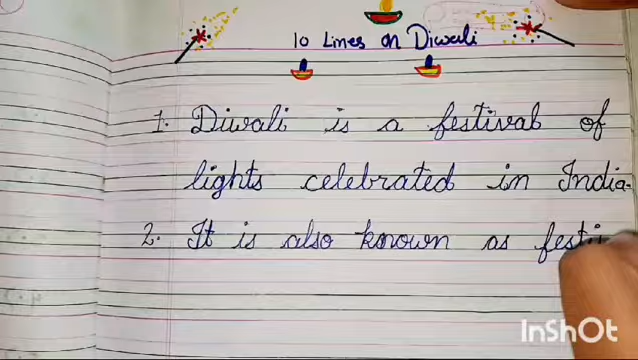 10 Lines on Diwali
1. Diwali is a festival of
lights celebrated in India.
2. It is also known as
InShOt